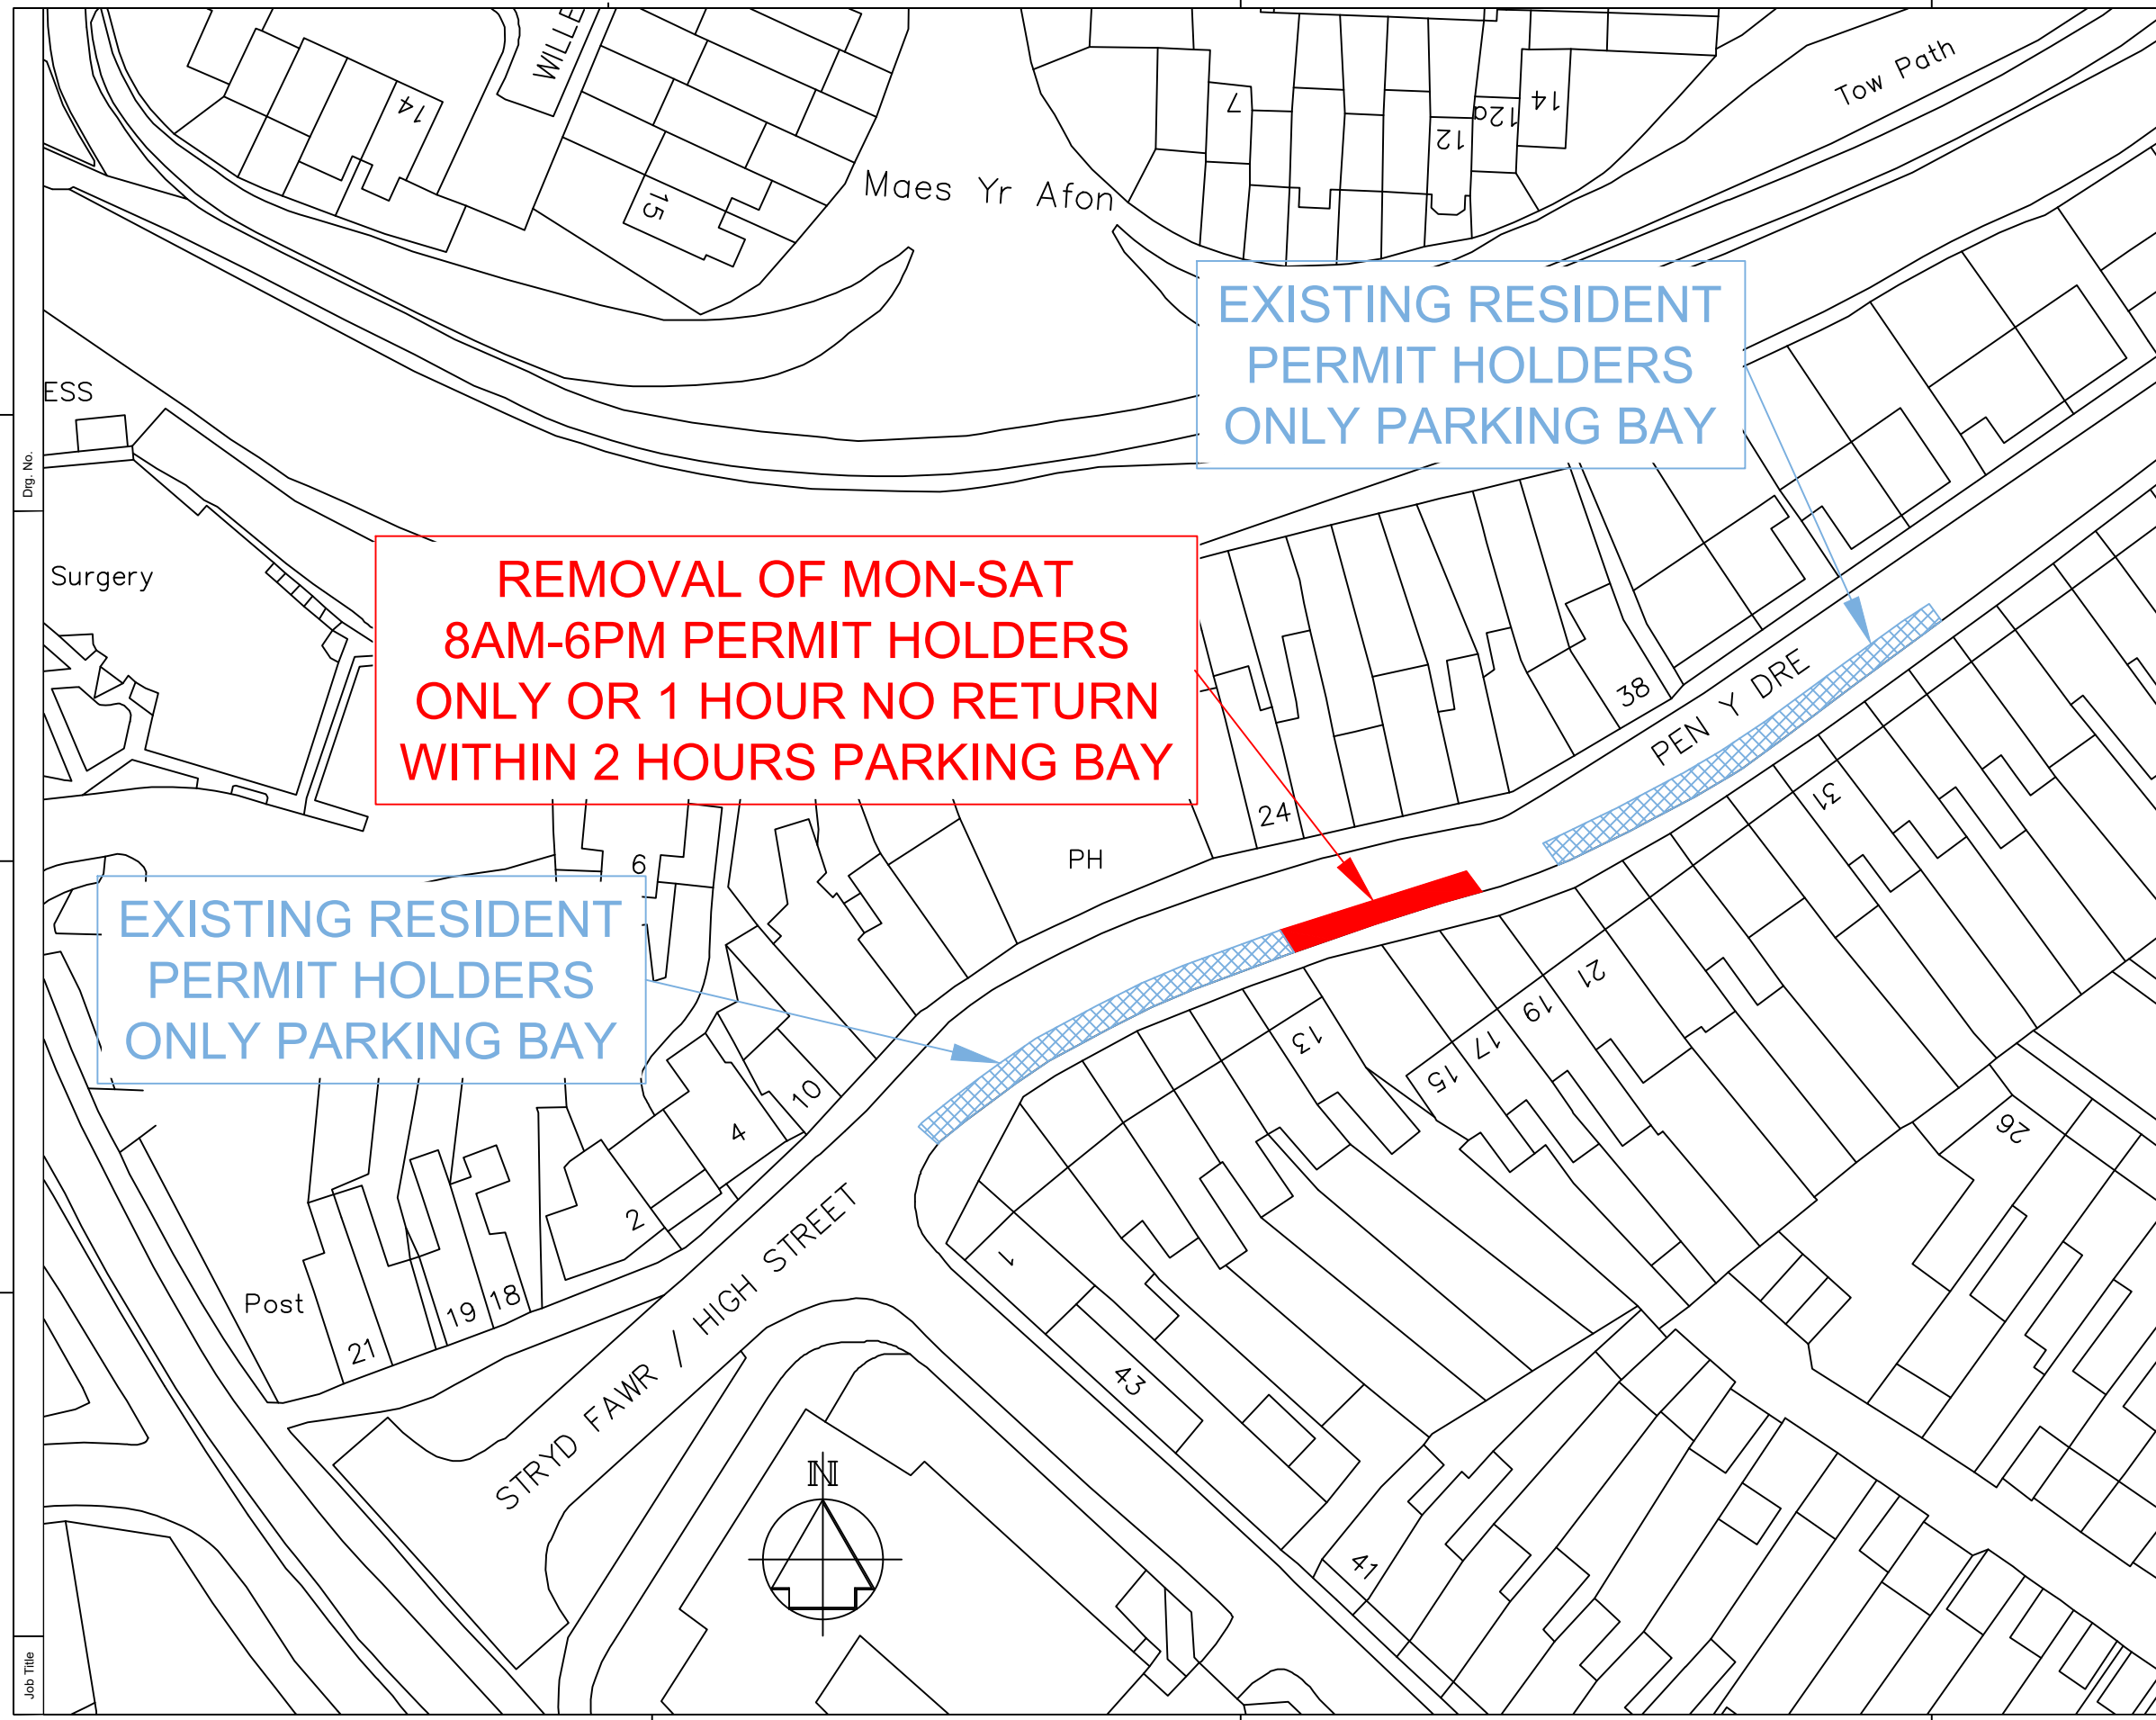 WILLE
14
15
Maes Yr Afon
7
12
12a
14
Tow Path
EXISTING RESIDENT
PERMIT HOLDERS
ONLY PARKING BAY
ESS
Drg. No.
Surgery
REMOVAL OF MON-SAT
8AM-6PM PERMIT HOLDERS
ONLY OR 1 HOUR NO RETURN
WITHIN 2 HOURS PARKING BAY
38
PEN Y DRE
31
24
PH
6
EXISTING RESIDENT
PERMIT HOLDERS
ONLY PARKING BAY
21
19
17
15
13
10
4
2
26
1
STRYD FAWR / HIGH STREET
Post
21
19
18
43
N
41
Job Title